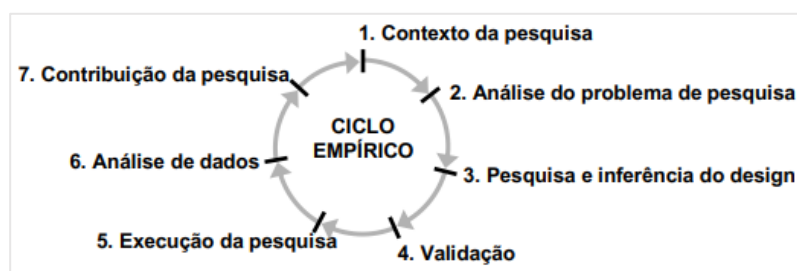 1. Contexto da pesquisa
2. Análise do problema de pesquisa
3. Pesquisa e inferência do design
4. Validação
5. Execução da pesquisa
6. Análise de dados
7. Contribuição da pesquisa
CICLO
EMPÍRICO